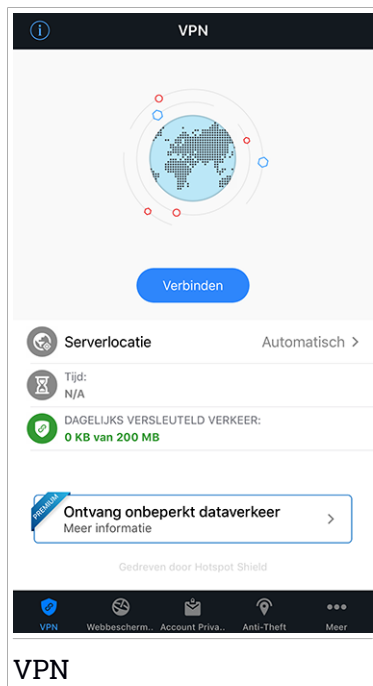 VPN
Verbinden
Serverlocatie Automatisch
Tijd:
N/A
DAGELIJKS VERSLEUTELD VERKEER:
0 KB van 200 MB
PREMIUM
Ontvang onbeperkt dataverkeer
Meer informatie
Gedreven door Hotspot Shield
VPN Webbescherm.. Account Priva.. Anti-Theft Meer
VPN